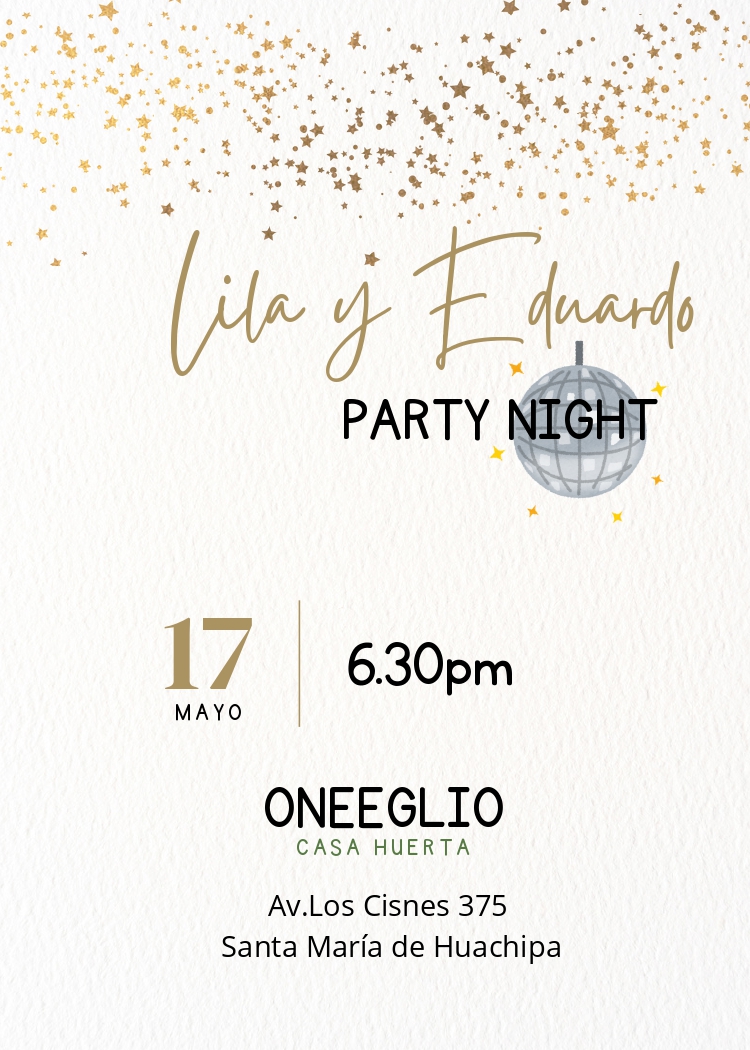 Lila y Eduardo
PARTY NIGHT
17
MAYO
6.30pm
ONEEGLIO
CASA HUERTA
Av.Los Cisnes 375
Santa María de Huachipa